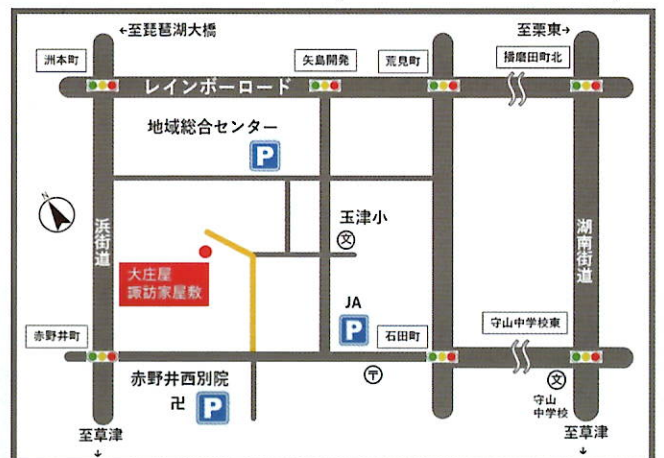 ←至琵琶湖大橋
至栗東→
洲本町
矢島開発
荒見町
播磨田町北
レインボーロード
地域総合センター
P
N
浜街道
玉津小
文
湖南街道
大庄屋
諏訪家屋敷
JA
P
赤野井町
石田町
守山中学校東
赤野井西別院
卍
P
〒
文
守山
中学校
至草津
↓
至草津
↓